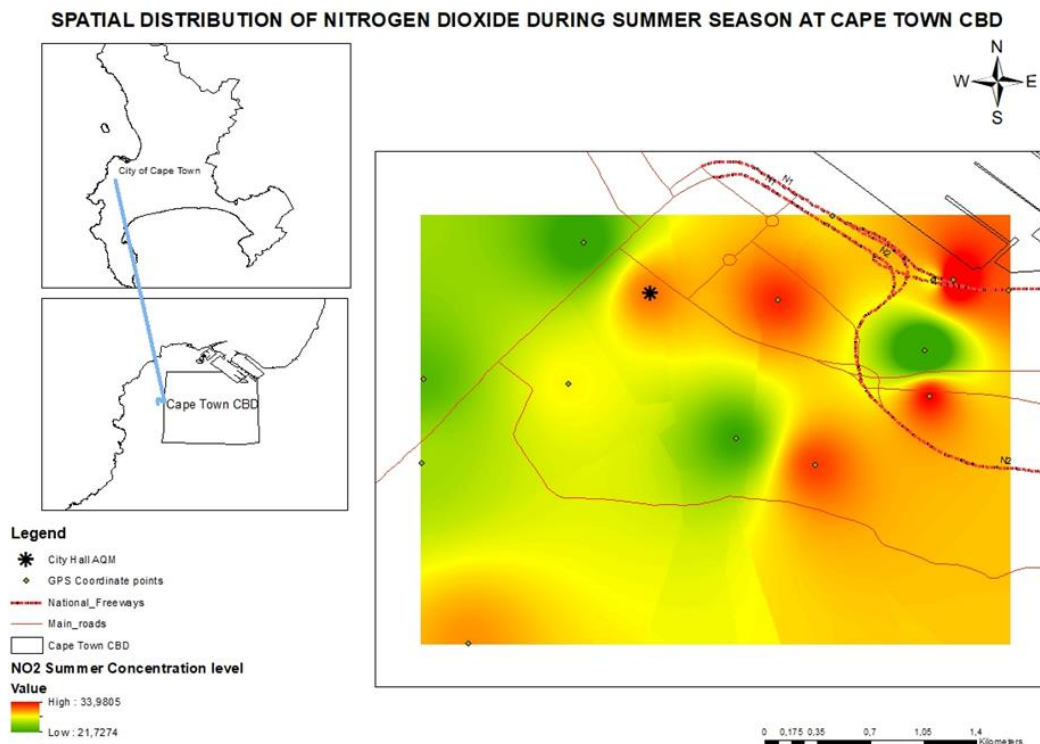 SPATIAL DISTRIBUTION OF NITROGEN DIOXIDE DURING SUMMER SEASON AT CAPE TOWN CBD
N
W E
S
City of Cape Town
Cape Town CBD
N1
N1
N2
N2
Legend
City Hall AQM
GPS Coordinate points
National_Freeways
Main_roads
Cape Town CBD
NO2 Summer Concentration level
Value
High : 33,9805
Low : 21,7274
0 0,175 0,35 0,7 1,05 1,4
Kilometers